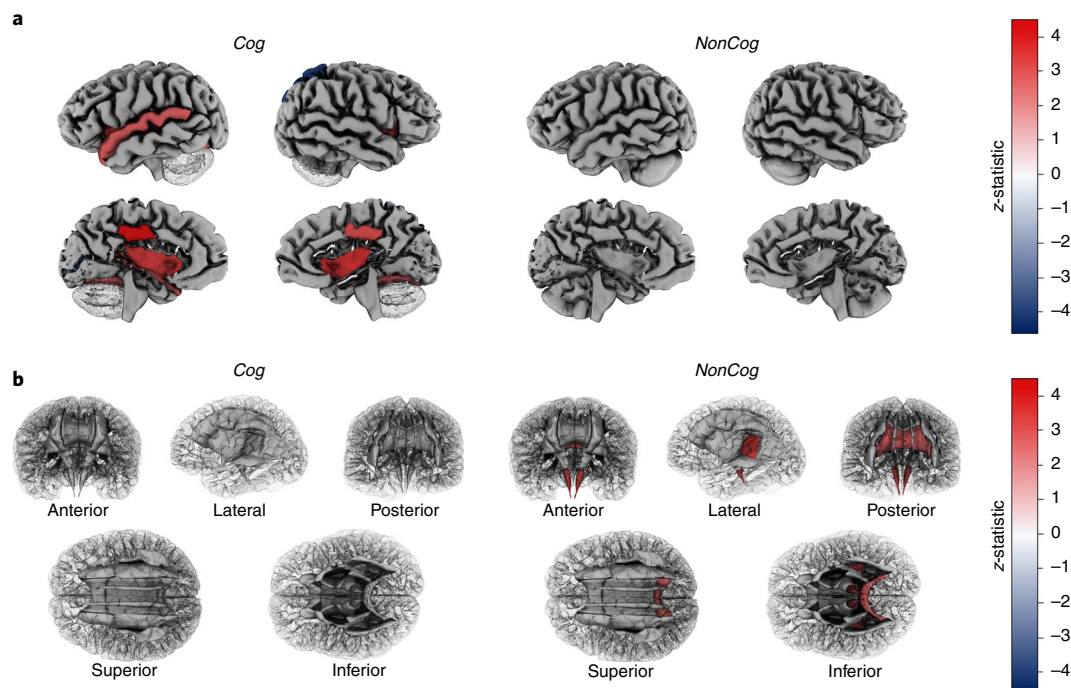 a
Cog
NonCog
4
3
2
1
0
−1
−2
−3
−4
z-statistic
b
Cog
NonCog
Anterior
Lateral
Posterior
Anterior
Lateral
Posterior
Superior
Inferior
Superior
Inferior
4
3
2
1
0
−1
−2
−3
−4
z-statistic